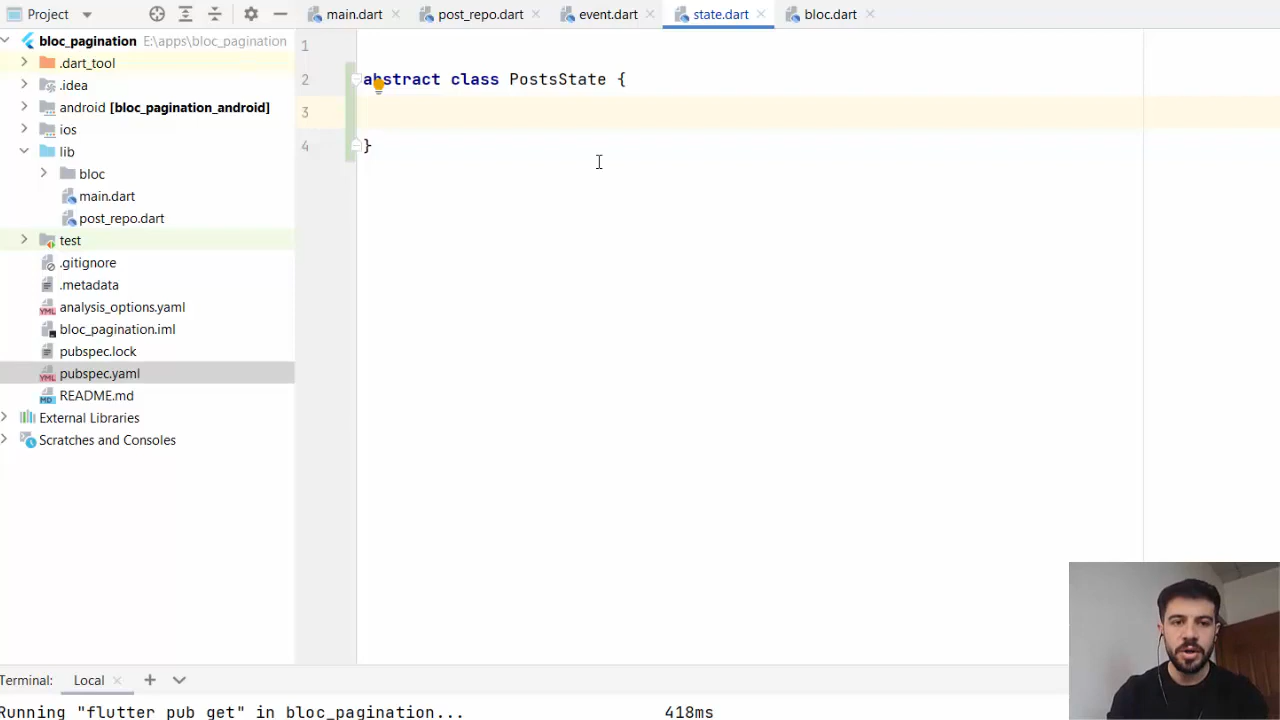 Project
main.dart
post_repo.dart
event.dart
state.dart
bloc.dart
bloc_pagination E:\apps\bloc_pagination
.dart_tool
.idea
android [bloc_pagination_android]
ios
lib
bloc
main.dart
post_repo.dart
test
.gitignore
.metadata
analysis_options.yaml
bloc_pagination.iml
pubspec.lock
pubspec.yaml
README.md
External Libraries
Scratches and Consoles
1
2 abstract class PostsState {
3
4 }
Terminal: Local
Running "flutter pub get" in bloc_pagination... 418ms